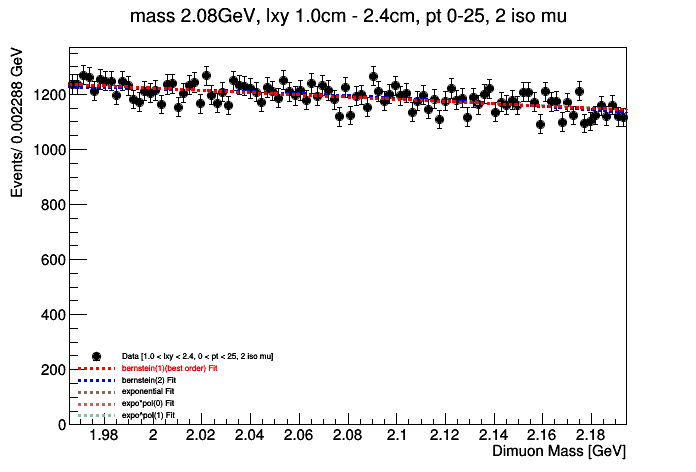 mass 2.08GeV, lxy 1.0cm - 2.4cm, pt 0-25, 2 iso mu
Events/ 0.002288 GeV
1200
1000
800
600
400
200
0
Data [1.0 < lxy < 2.4, 0 < pt < 25, 2 iso mu]
bernstein(1)(best order) Fit
bernstein(2) Fit
exponential Fit
expo*pol(0) Fit
expo*pol(1) Fit
1.98 2 2.02 2.04 2.06 2.08 2.1 2.12 2.14 2.16 2.18
Dimuon Mass [GeV]